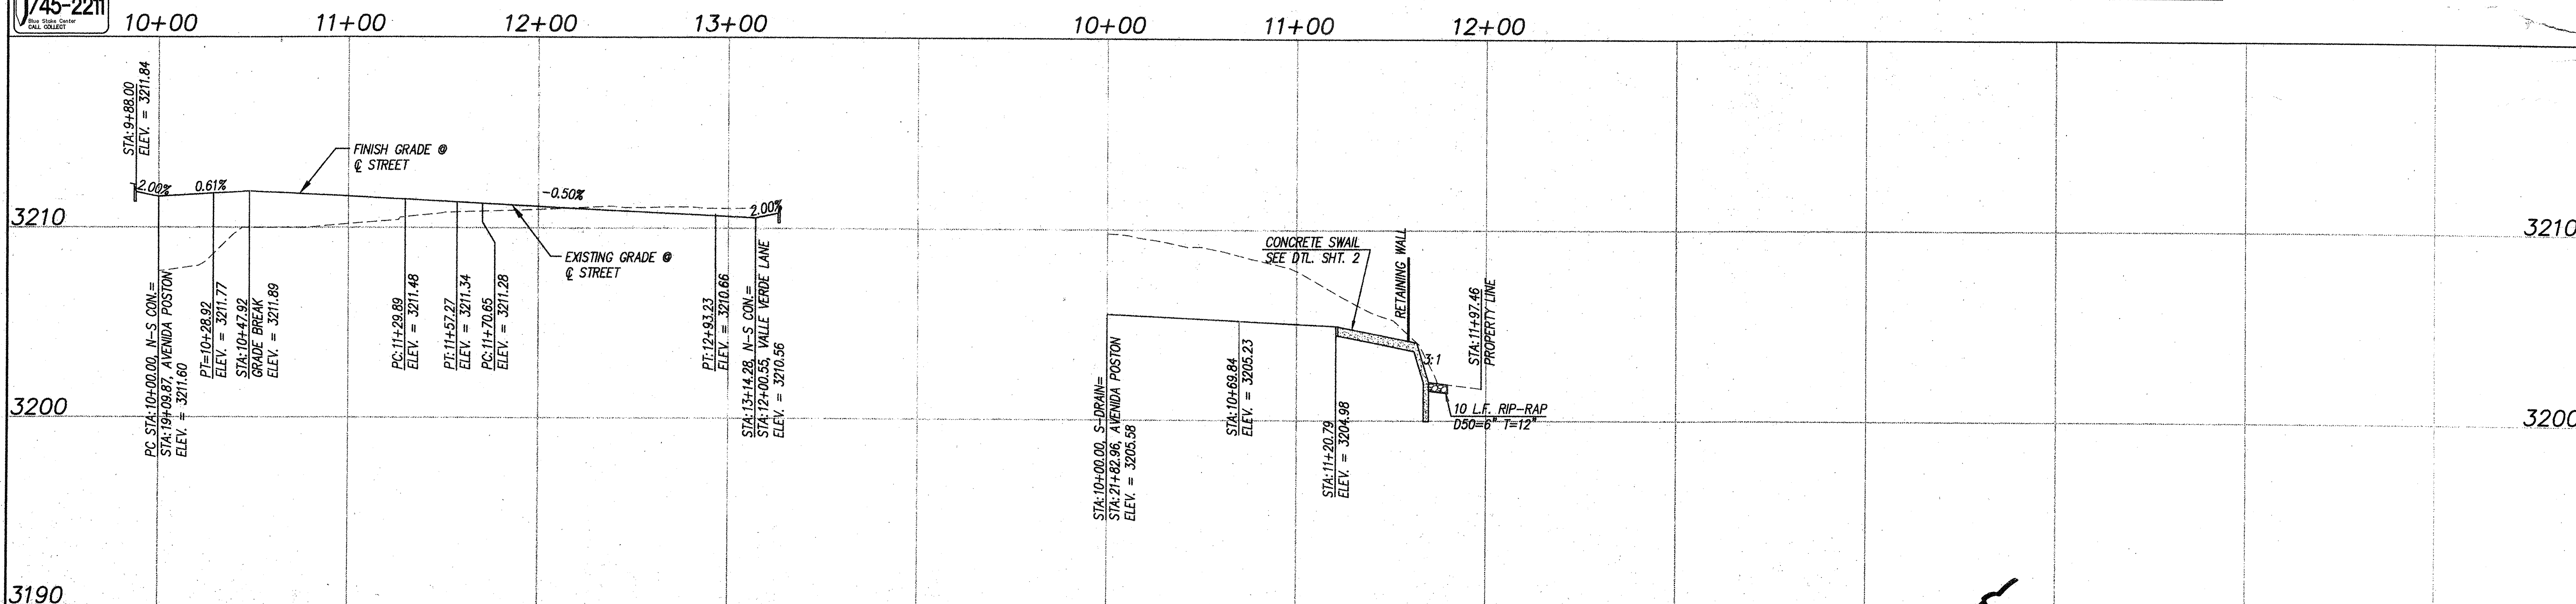 745-2211
Blue Stake Center
CALL COLLECT
10+00
11+00
12+00
13+00
10+00
11+00
12+00
STA:9+88.00
ELEV. = 3211.84
FINISH GRADE @
℄ STREET
2.00%
0.61%
-0.50%
2.00%
EXISTING GRADE @
℄ STREET
3210
3210
3200
3200
3190
PC STA:10+00.00, N-S CON.=
STA:19+09.87, AVENIDA POSTON
ELEV. = 3211.60
PT=10+28.92
ELEV. = 3211.77
STA:10+47.92
GRADE BREAK
ELEV. = 3211.89
PC:11+29.89
ELEV. = 3211.48
PT:11+57.27
ELEV. = 3211.34
PC:11+70.65
ELEV. = 3211.28
PT:12+93.23
ELEV. = 3210.66
STA:13+14.28, N-S CON.=
STA:12+00.55, VALLE VERDE LANE
ELEV. = 3210.56
STA:10+00.00, S-DRAIN=
STA:21+82.96, AVENIDA POSTON
ELEV. = 3205.58
STA:10+69.84
ELEV. = 3205.23
STA:11+20.79
ELEV. = 3204.98
CONCRETE SWAIL
SEE DTL. SHT. 2
RETAINING WALL
3:1
STA:11+97.46
PROPERTY LINE
10 L.F. RIP-RAP
D50=6" T=12"